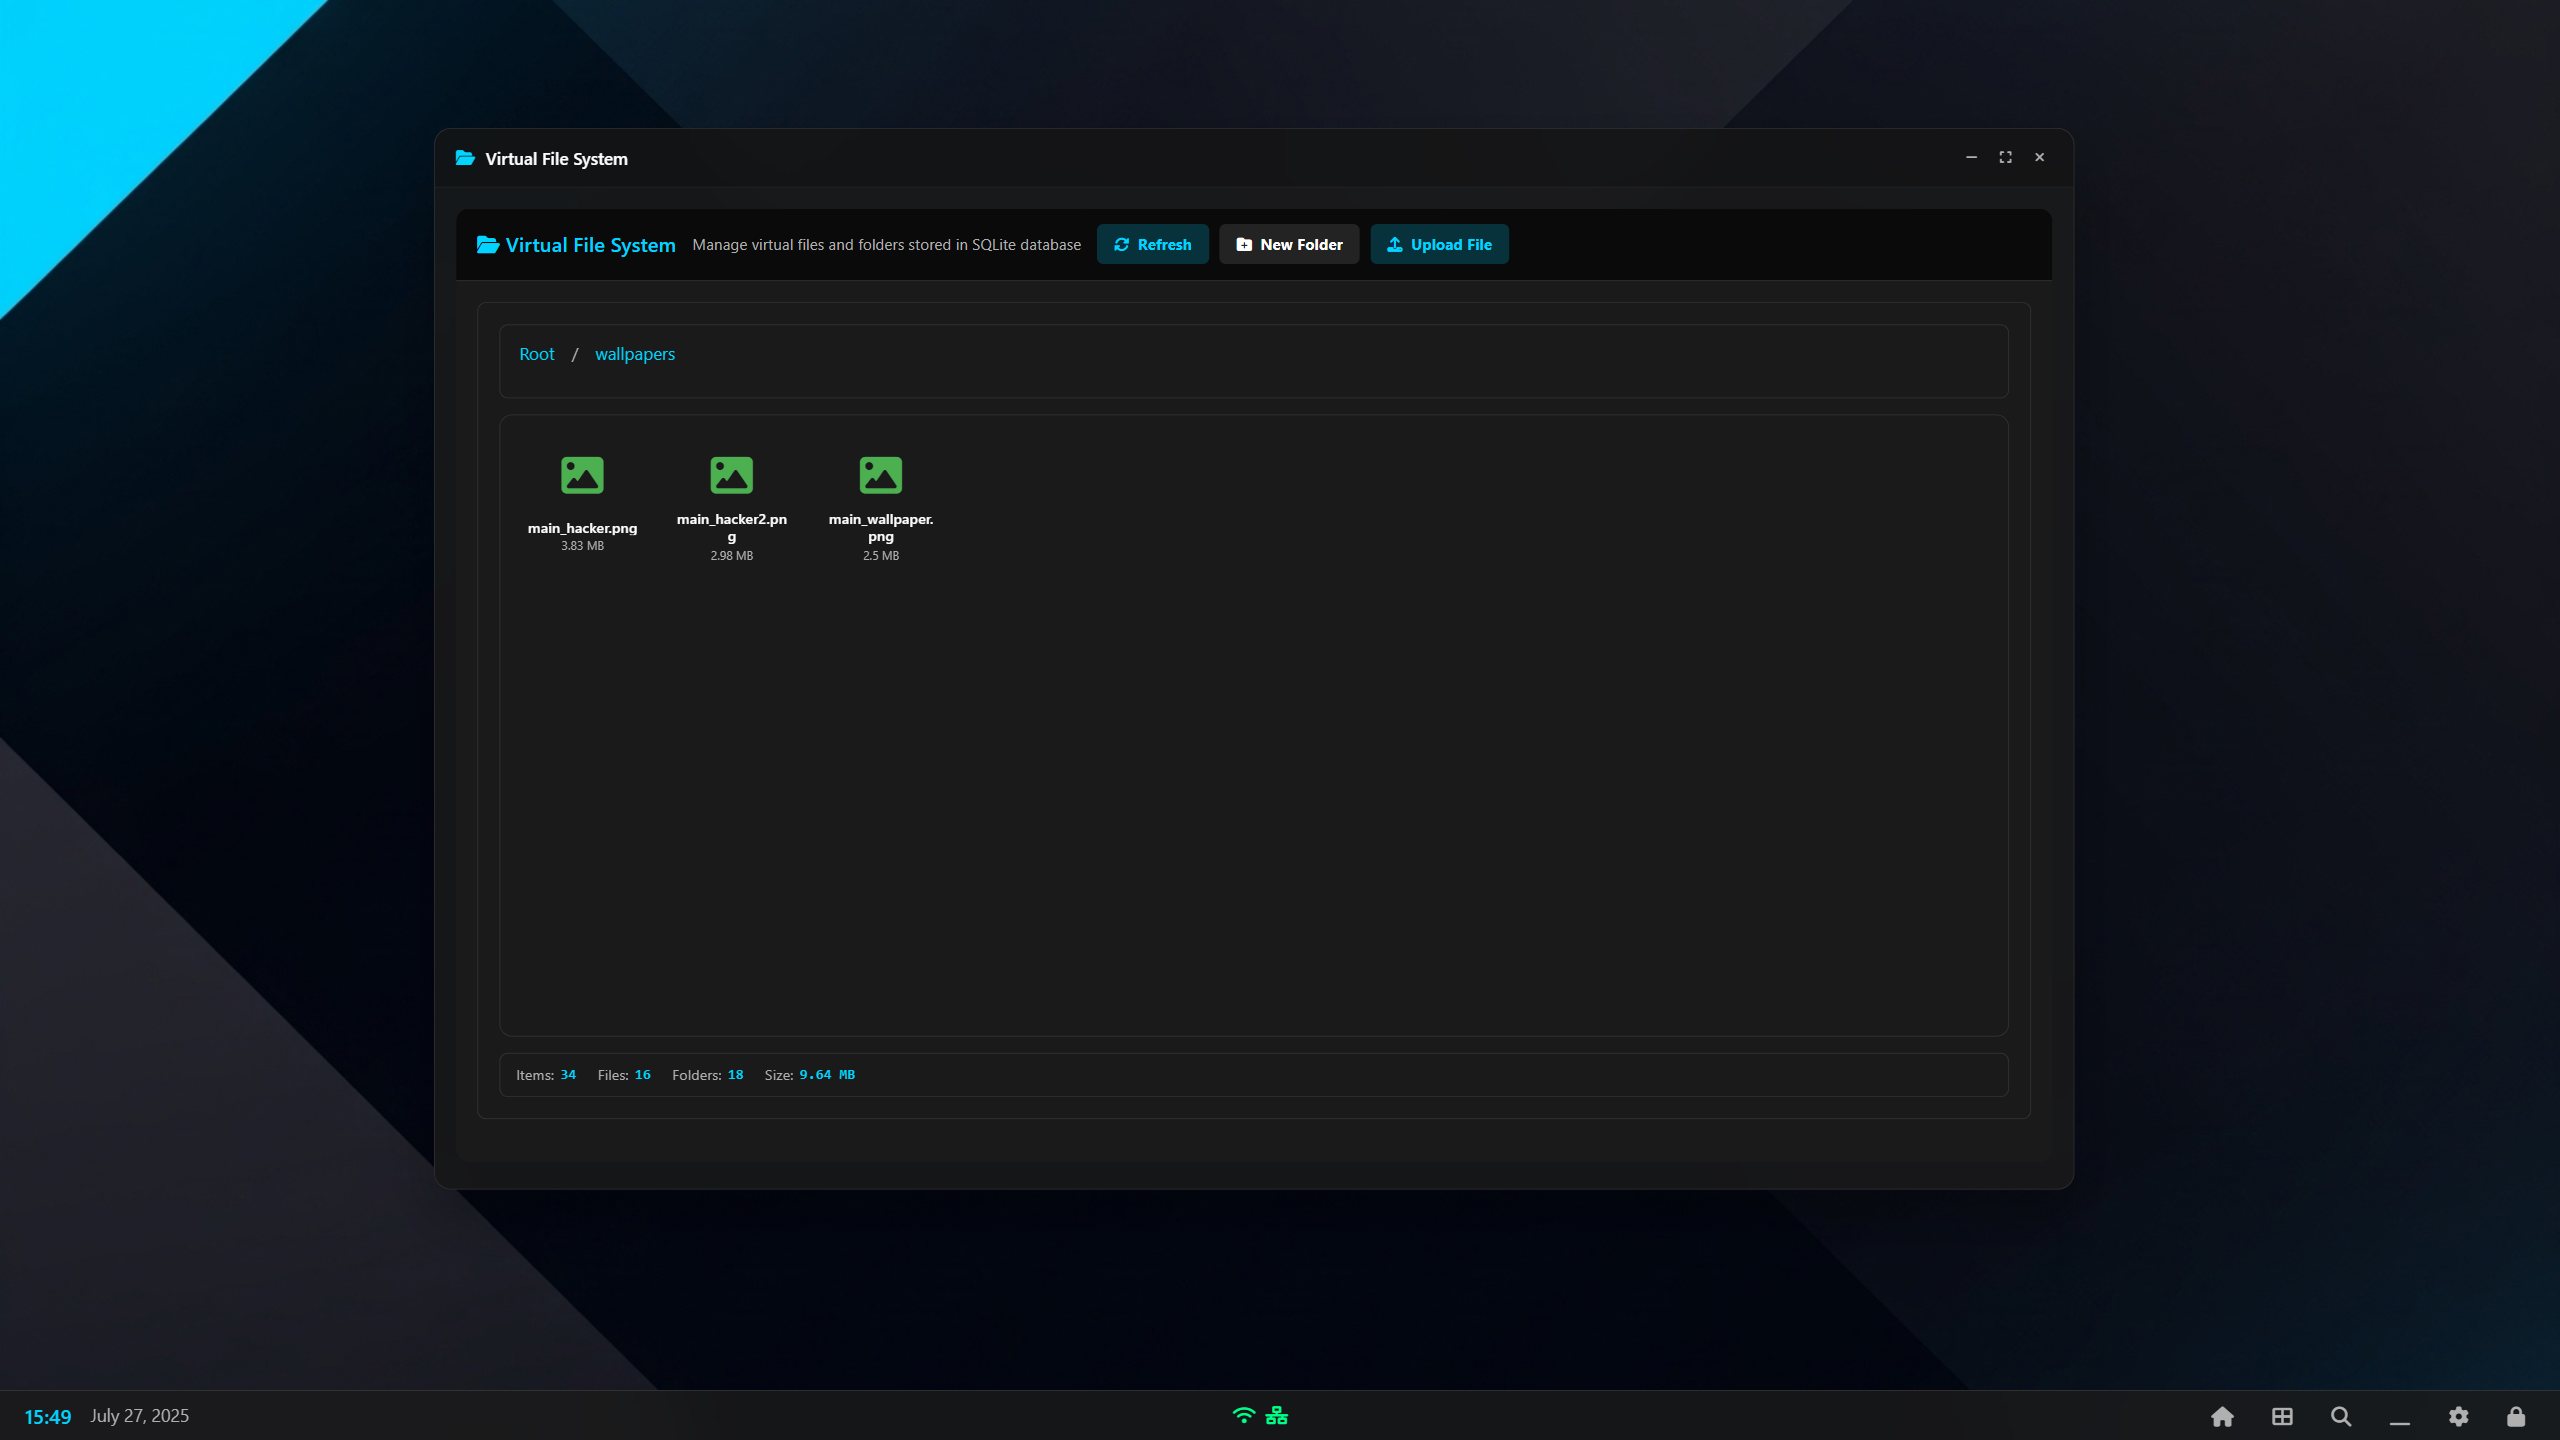 Virtual File System
Virtual File System Manage virtual files and folders stored in SQLite database Refresh New Folder Upload File
Root / wallpapers
main_hacker.png
3.83 MB
main_hacker2.pn
g
2.98 MB
main_wallpaper.
png
2.5 MB
Items: 34 Files: 16 Folders: 18 Size: 9.64 MB
15:49 July 27, 2025